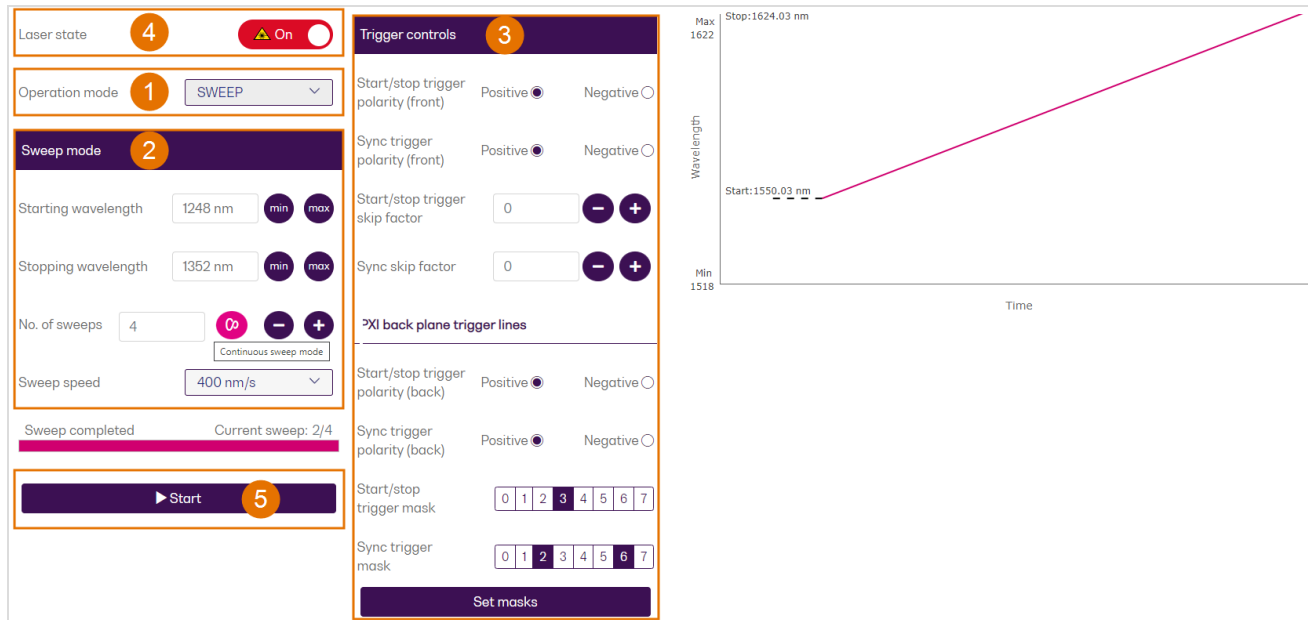 Laser state
4
On
Operation mode
1
SWEEP
Sweep mode
2
Starting wavelength
1248 nm
min
max
Stopping wavelength
1352 nm
min
max
No. of sweeps
4
∞
−
+
Continuous sweep mode
Sweep speed
400 nm/s
Sweep completed
Current sweep: 2/4
Start
5
Trigger controls
3
Start/stop trigger
polarity (front)
Positive
Negative
Sync trigger
polarity (front)
Positive
Negative
Start/stop trigger
skip factor
0
−
+
Sync skip factor
0
−
+
PXI back plane trigger lines
Start/stop trigger
polarity (back)
Positive
Negative
Sync trigger
polarity (back)
Positive
Negative
Start/stop
trigger mask
0 1 2 3 4 5 6 7
Sync trigger
mask
0 1 2 3 4 5 6 7
Set masks
Max
1622
Stop:1624.03 nm
Wavelength
Start:1550.03 nm
Min
1518
Time